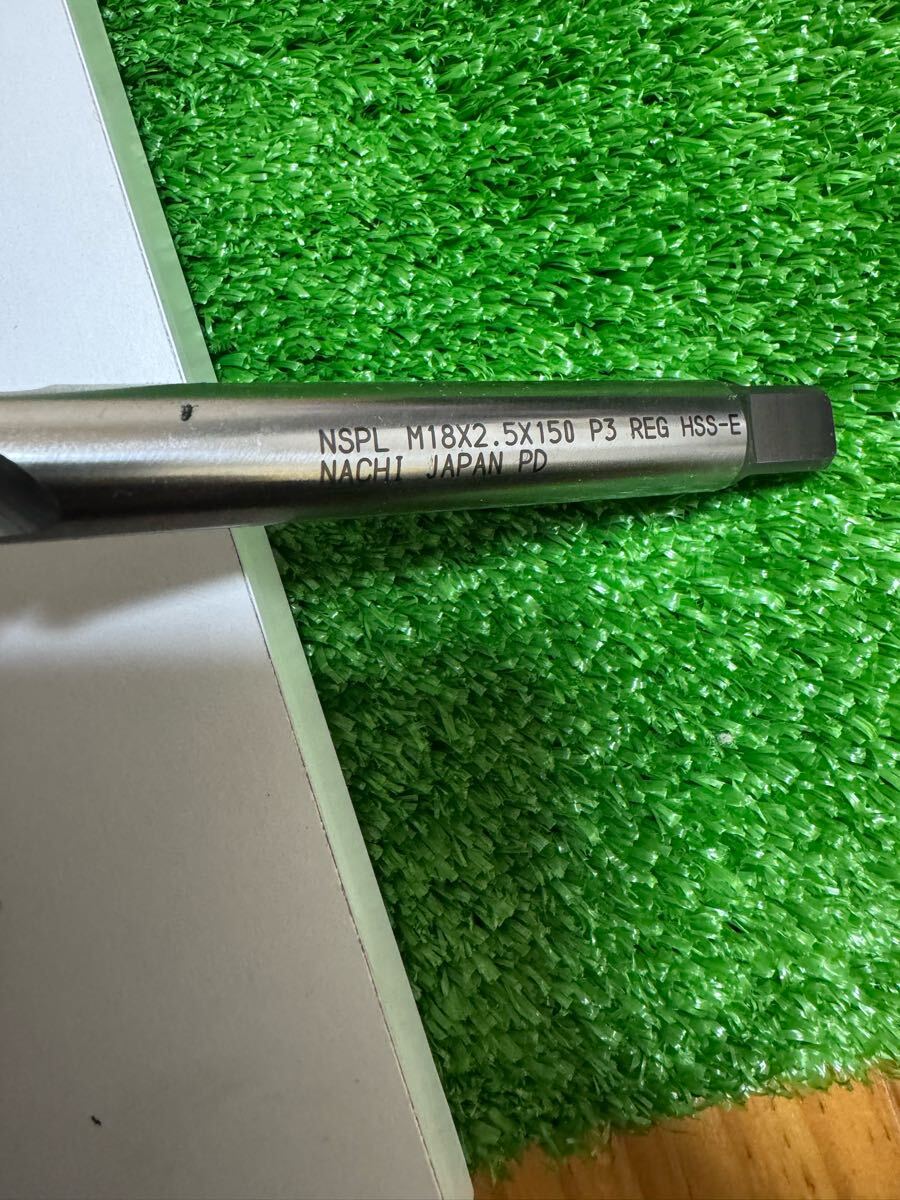 NSPL M18X2.5X150 P3 REG HSS-E
NACHI JAPAN PD